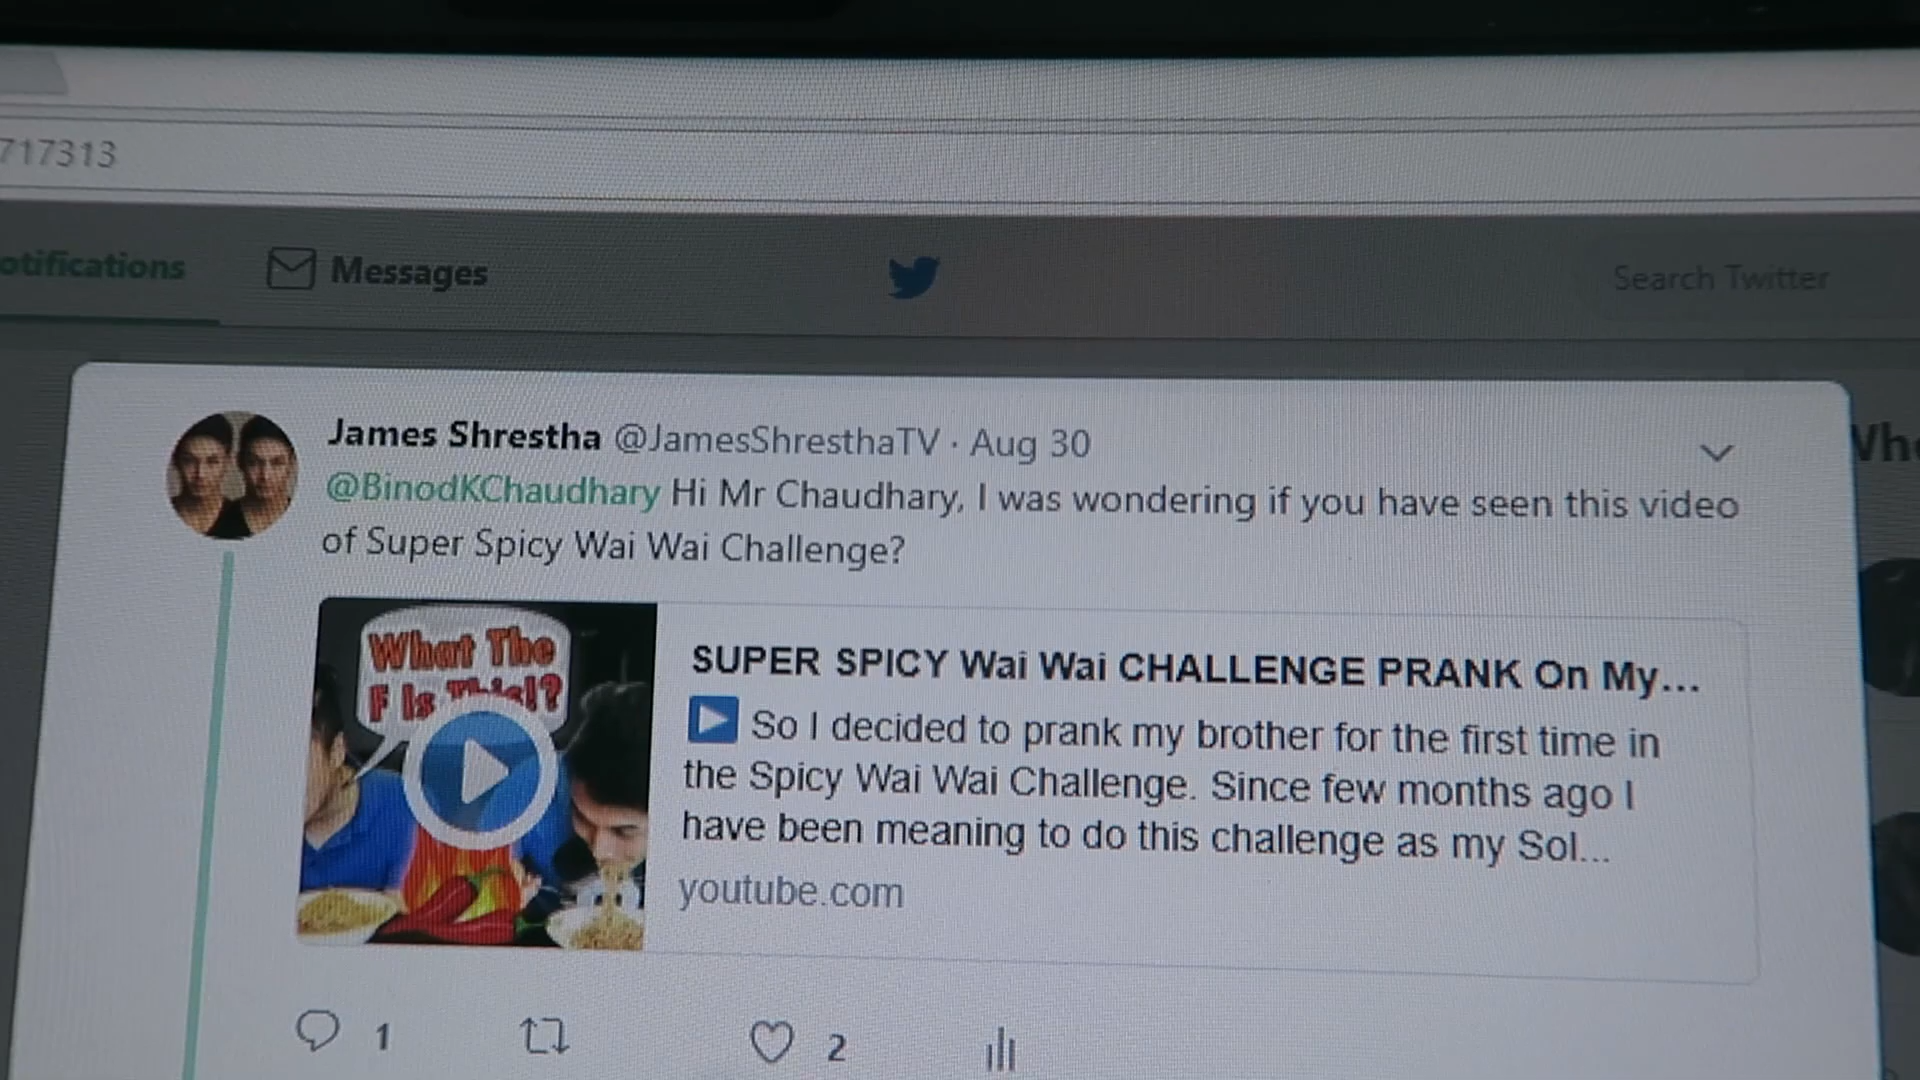 717313
otifications
Messages
Search Twitter
James Shrestha @JamesShresthaTV · Aug 30
@BinodKChaudhary Hi Mr Chaudhary, I was wondering if you have seen this video
of Super Spicy Wai Wai Challenge?
What The
F Is This!?
SUPER SPICY Wai Wai CHALLENGE PRANK On My...
So I decided to prank my brother for the first time in
the Spicy Wai Wai Challenge. Since few months ago I
have been meaning to do this challenge as my Sol...
youtube.com
1
2